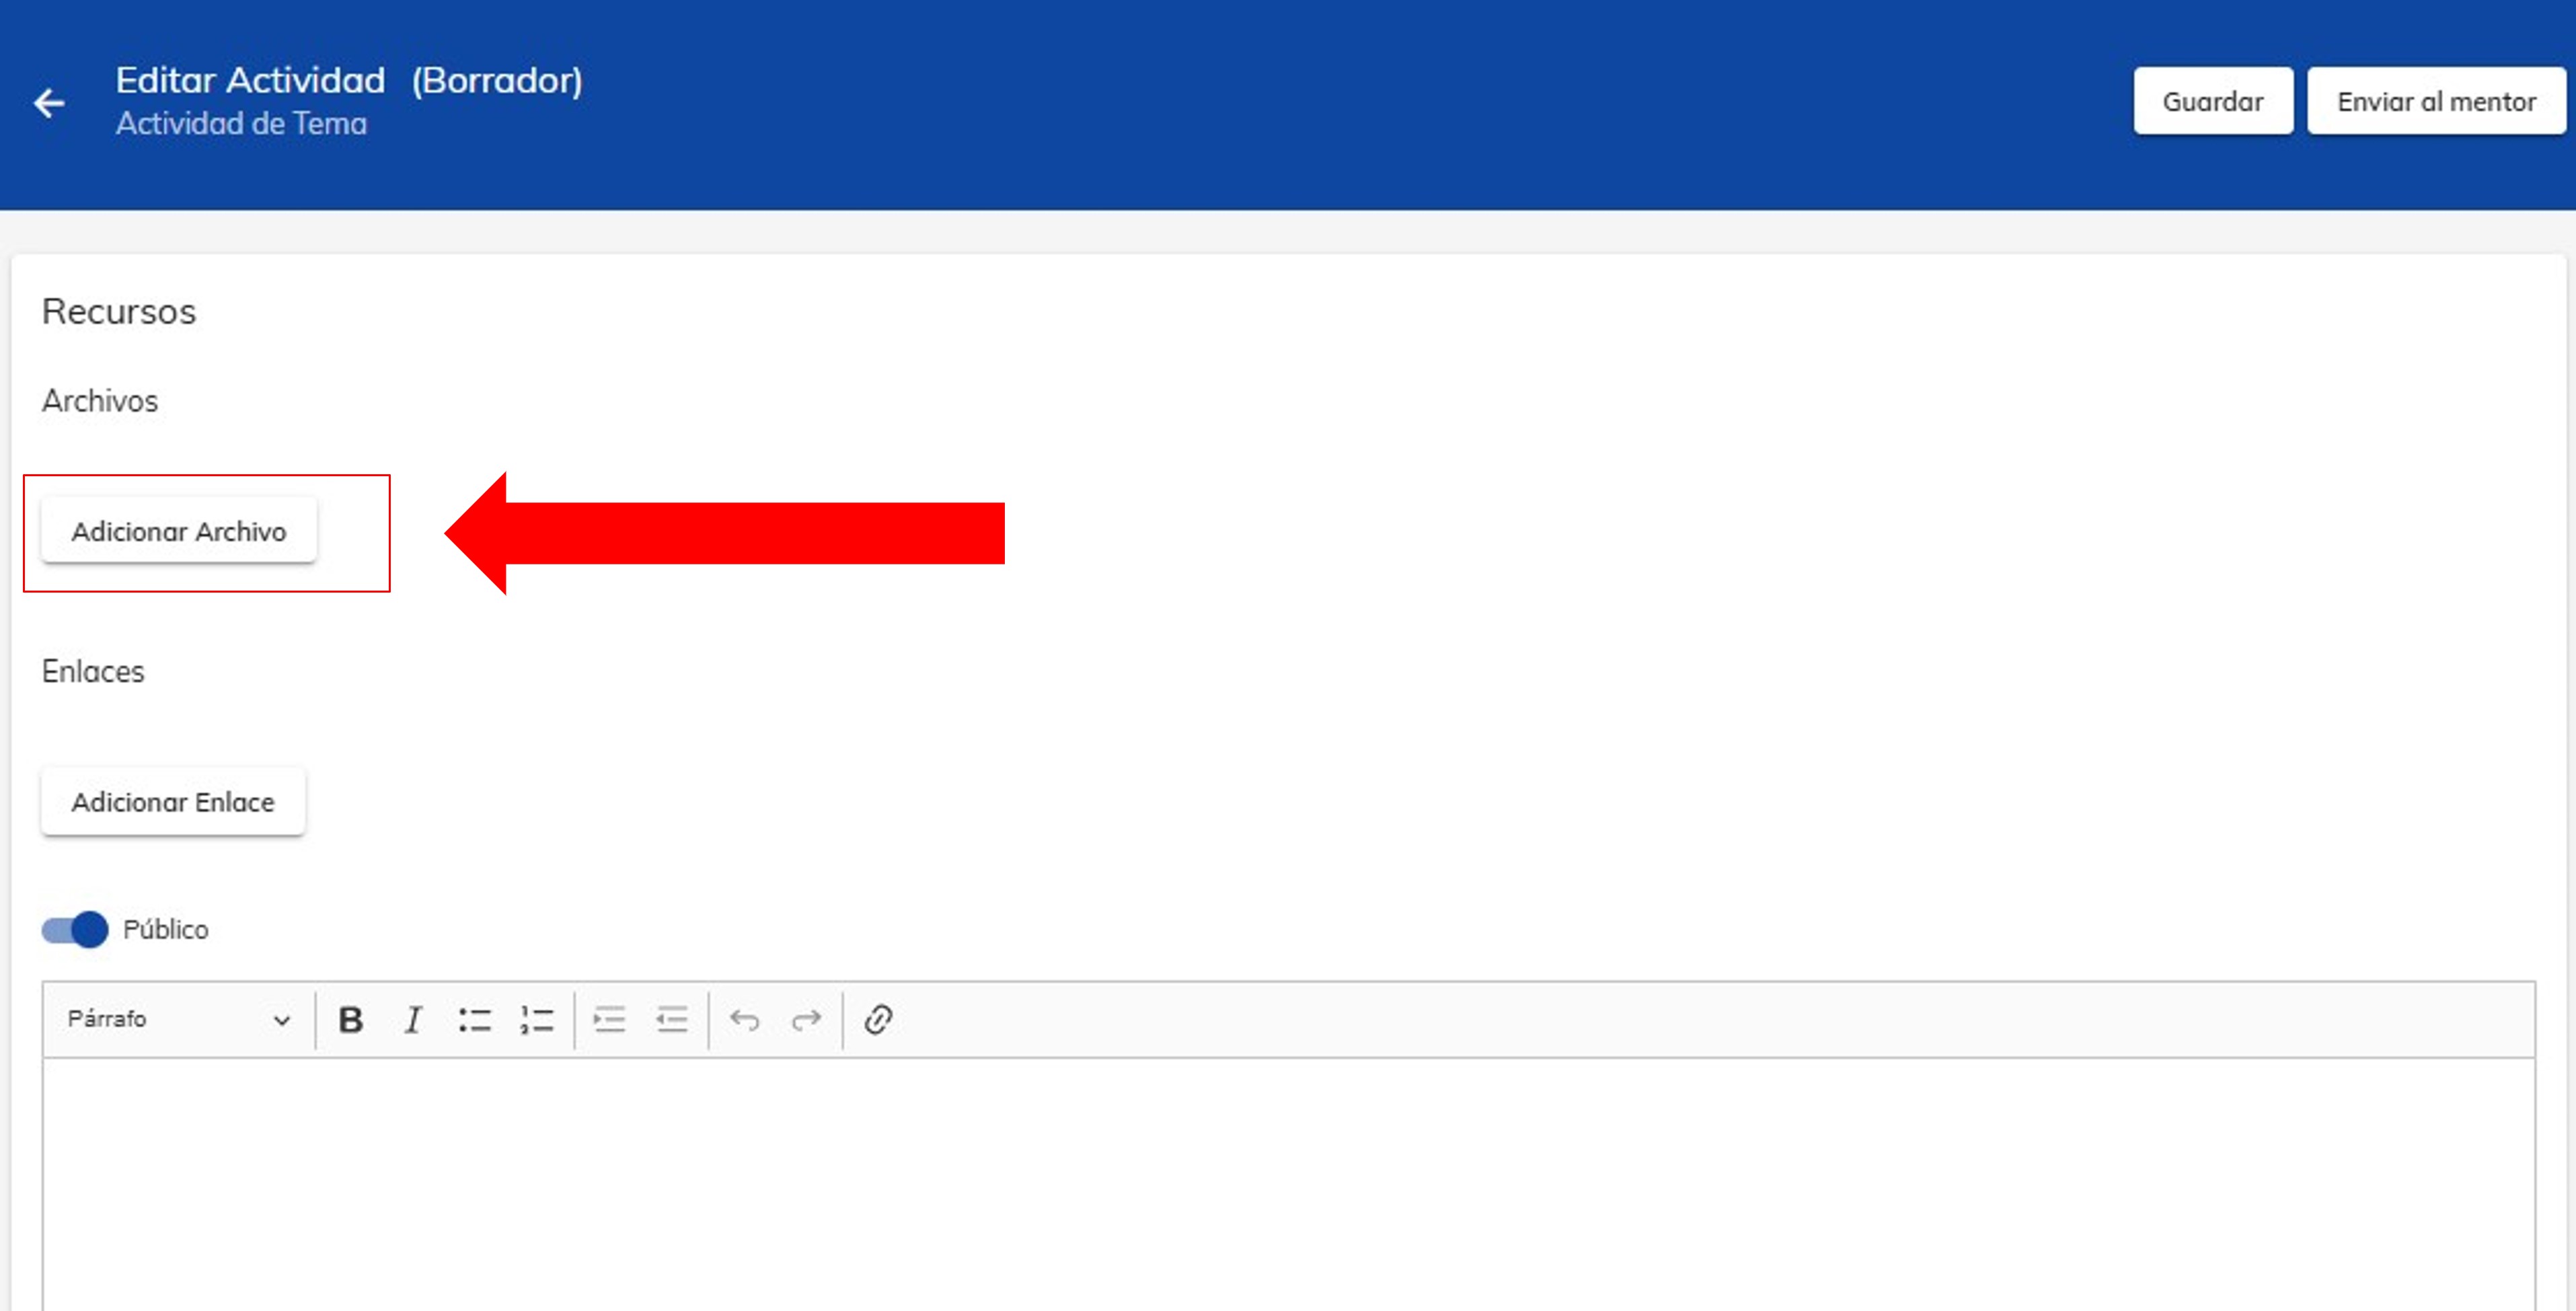 Editar Actividad (Borrador)
Actividad de Tema
Guardar
Enviar al mentor
Recursos
Archivos
Adicionar Archivo
Enlaces
Adicionar Enlace
Público
Párrafo